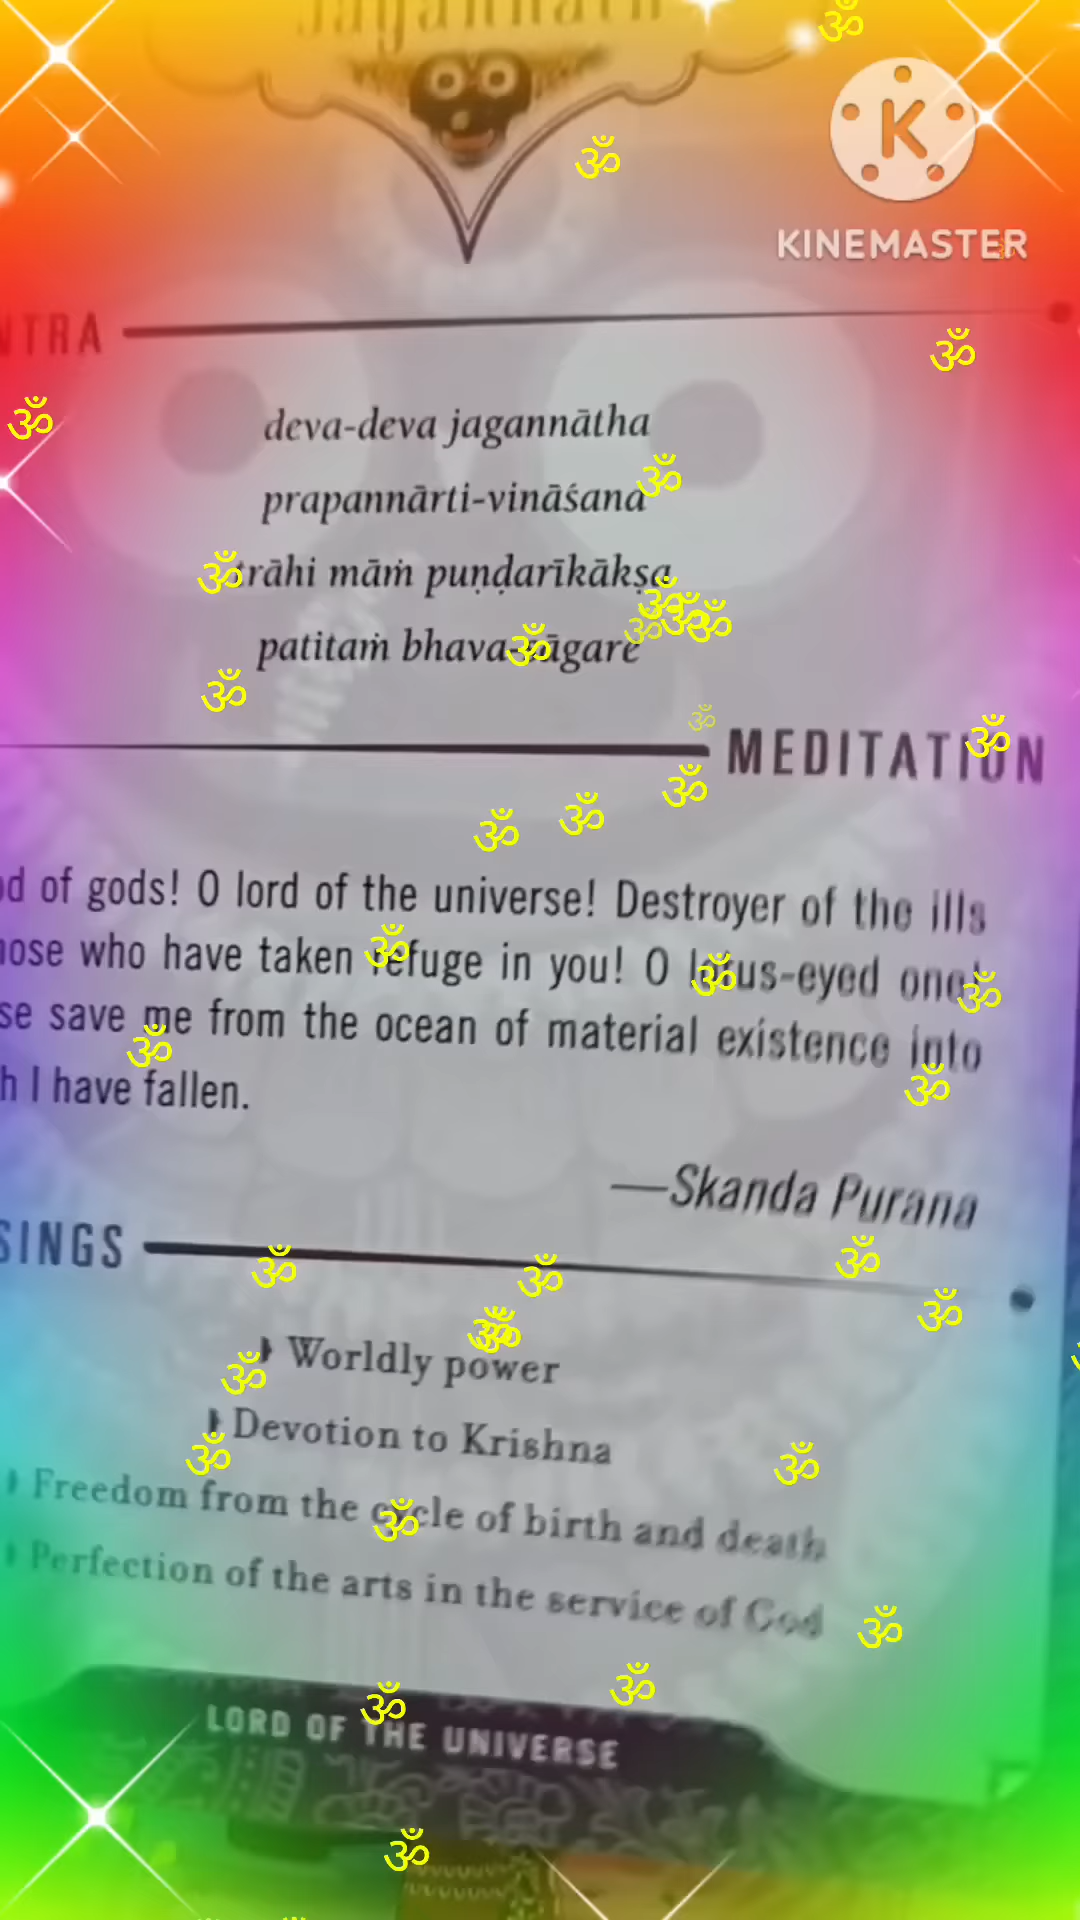 Jagannath
K
KINEMASTER
NTRA
deva-deva jagannātha
prapannārti-vināśana
trāhi māṁ puṇḍarīkākṣa
patitaṁ bhava-sāgare
MEDITATION
od of gods! O lord of the universe! Destroyer of the ills
hose who have taken refuge in you! O lotus-eyed one!
se save me from the ocean of material existence into
h I have fallen.
—Skanda Purana
SINGS
Worldly power
Devotion to Krishna
Freedom from the cycle of birth and death
Perfection of the arts in the service of God
LORD OF THE UNIVERSE